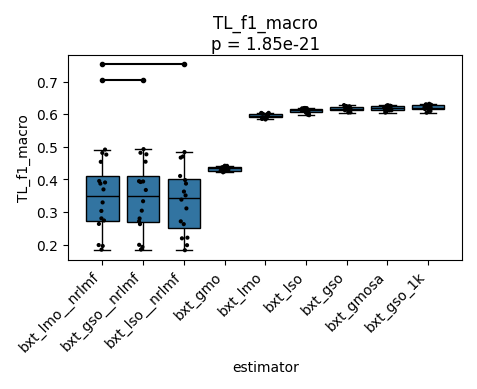 TL_f1_macro
p = 1.85e-21
TL_f1_macro
0.7
0.6
0.5
0.4
0.3
0.2
bxt_lmo__nrlmf
bxt_gso__nrlmf
bxt_lso__nrlmf
bxt_gmo
bxt_lmo
bxt_lso
bxt_gso
bxt_gmosa
bxt_gso_1k
estimator